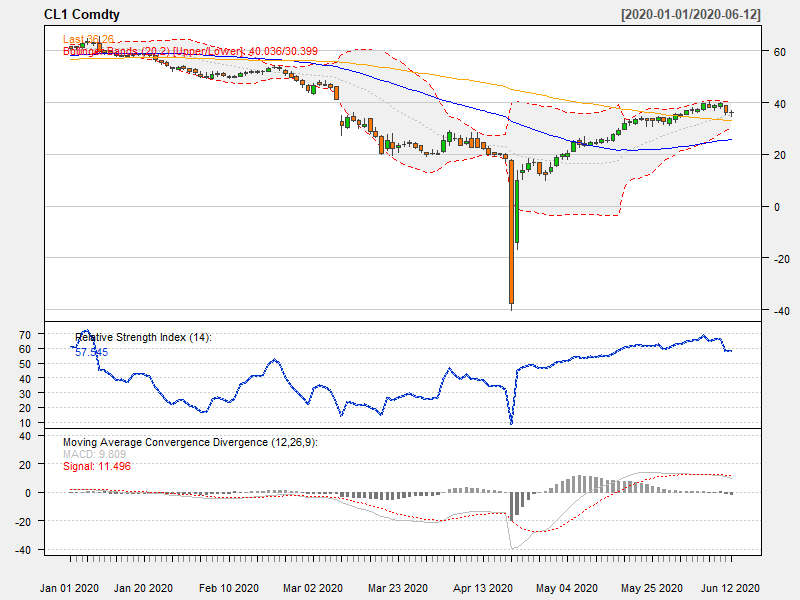 CL1 Comdty [2020-01-01/2020-06-12]
Last 36.26
Bollinger Bands (20,2) [Upper/Lower]: 40.036/30.399
60
40
20
0
-20
-40
Relative Strength Index (14):
57.545
70
60
50
40
30
20
10
Moving Average Convergence Divergence (12,26,9):
MACD: 9.809
Signal: 11.496
40
20
0
-20
-40
Jan 01 2020 Jan 20 2020 Feb 10 2020 Mar 02 2020 Mar 23 2020 Apr 13 2020 May 04 2020 May 25 2020 Jun 12 2020